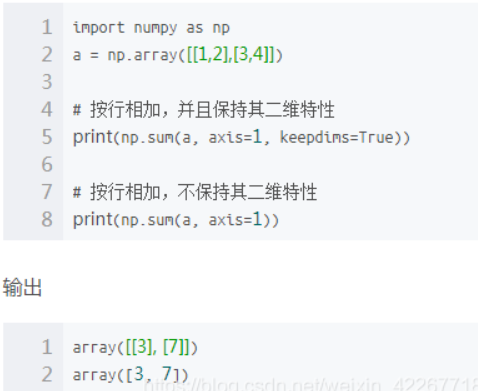 1 import numpy as np
2 a = np.array([[1,2],[3,4]])
3
4 # 按行相加，并且保持其二维特性
5 print(np.sum(a, axis=1, keepdims=True))
6
7 # 按行相加，不保持其二维特性
8 print(np.sum(a, axis=1))
输出
1 array([[3], [7]])
2 array([3, 7])
https://blog.csdn.net/weixin_42267718